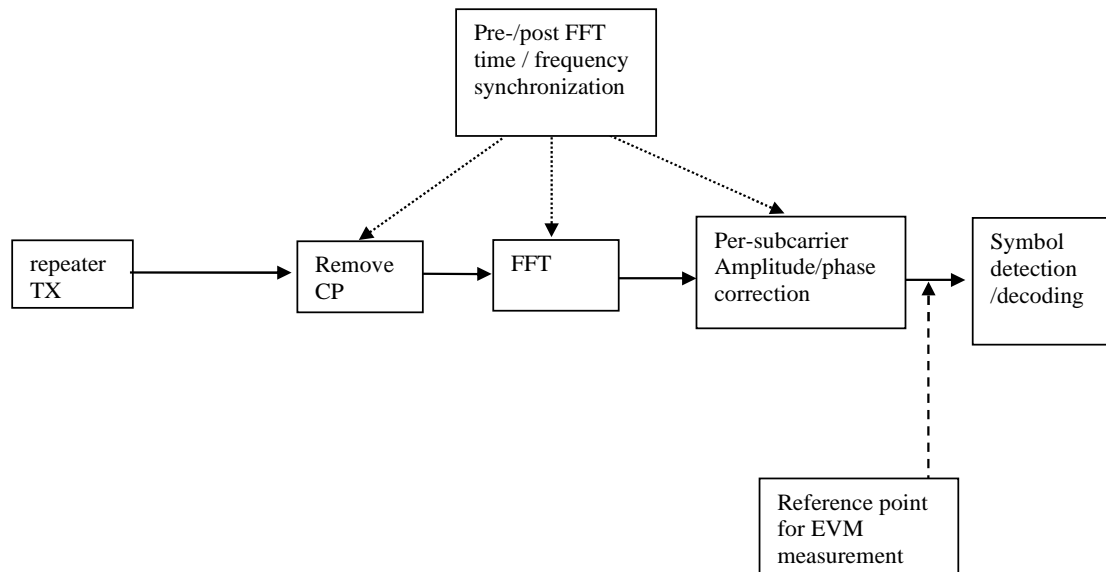 Pre-/post FFT
time / frequency
synchronization
repeater
TX
Remove
CP
FFT
Per-subcarrier
Amplitude/phase
correction
Symbol
detection
/decoding
Reference point
for EVM
measurement